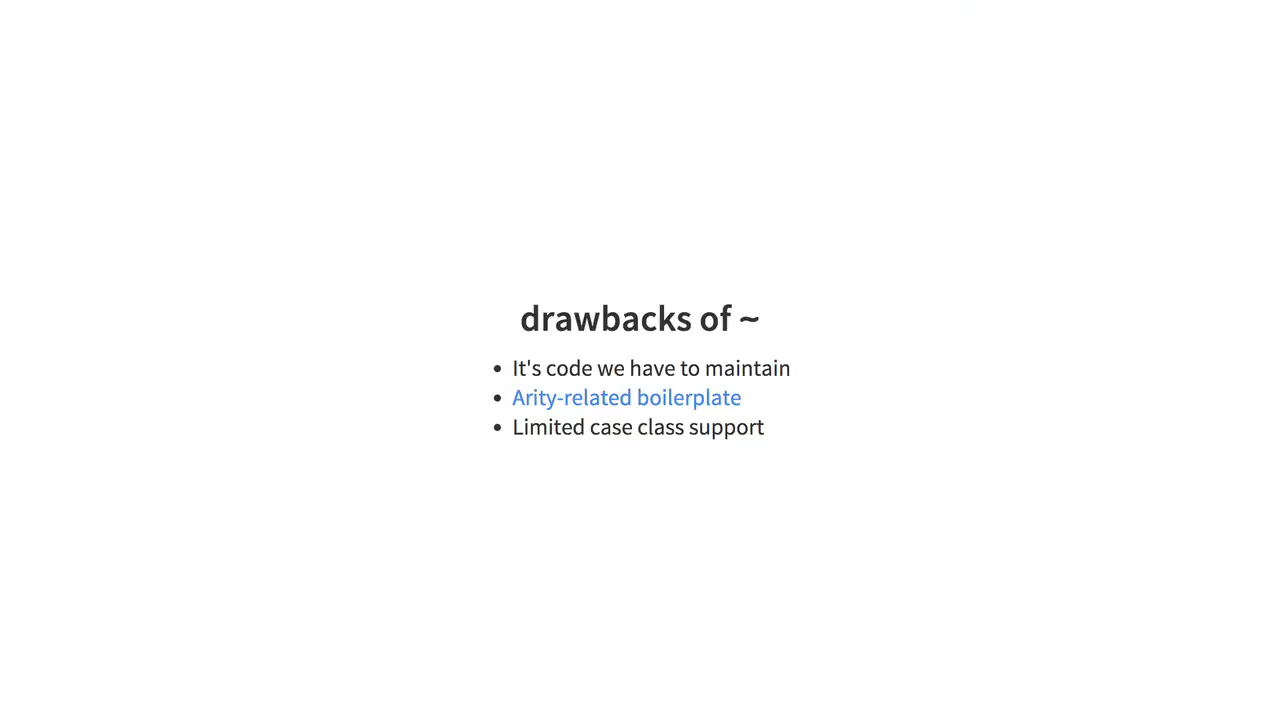 drawbacks of ~
• It's code we have to maintain
• Arity-related boilerplate
• Limited case class support